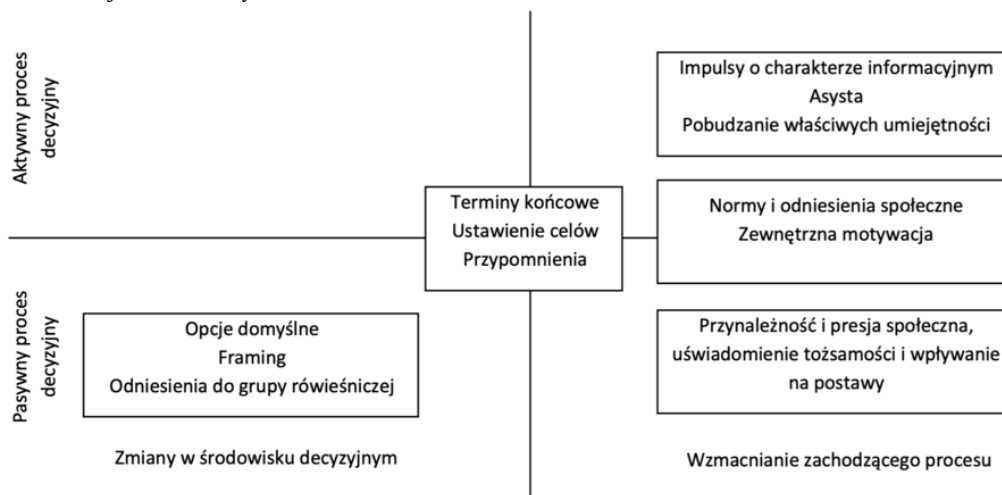 Aktywny proces
decyzyjny
Impulsy o charakterze informacyjnym
Asysta
Pobudzanie właściwych umiejętności
Terminy końcowe
Ustawienie celów
Przypomnienia
Normy i odniesienia społeczne
Zewnętrzna motywacja
Pasywny proces
decyzyjny
Opcje domyślne
Framing
Odniesienia do grupy rówieśniczej
Przynależność i presja społeczna,
uświadomienie tożsamości i wpływanie
na postawy
Zmiany w środowisku decyzyjnym
Wzmacnianie zachodzącego procesu